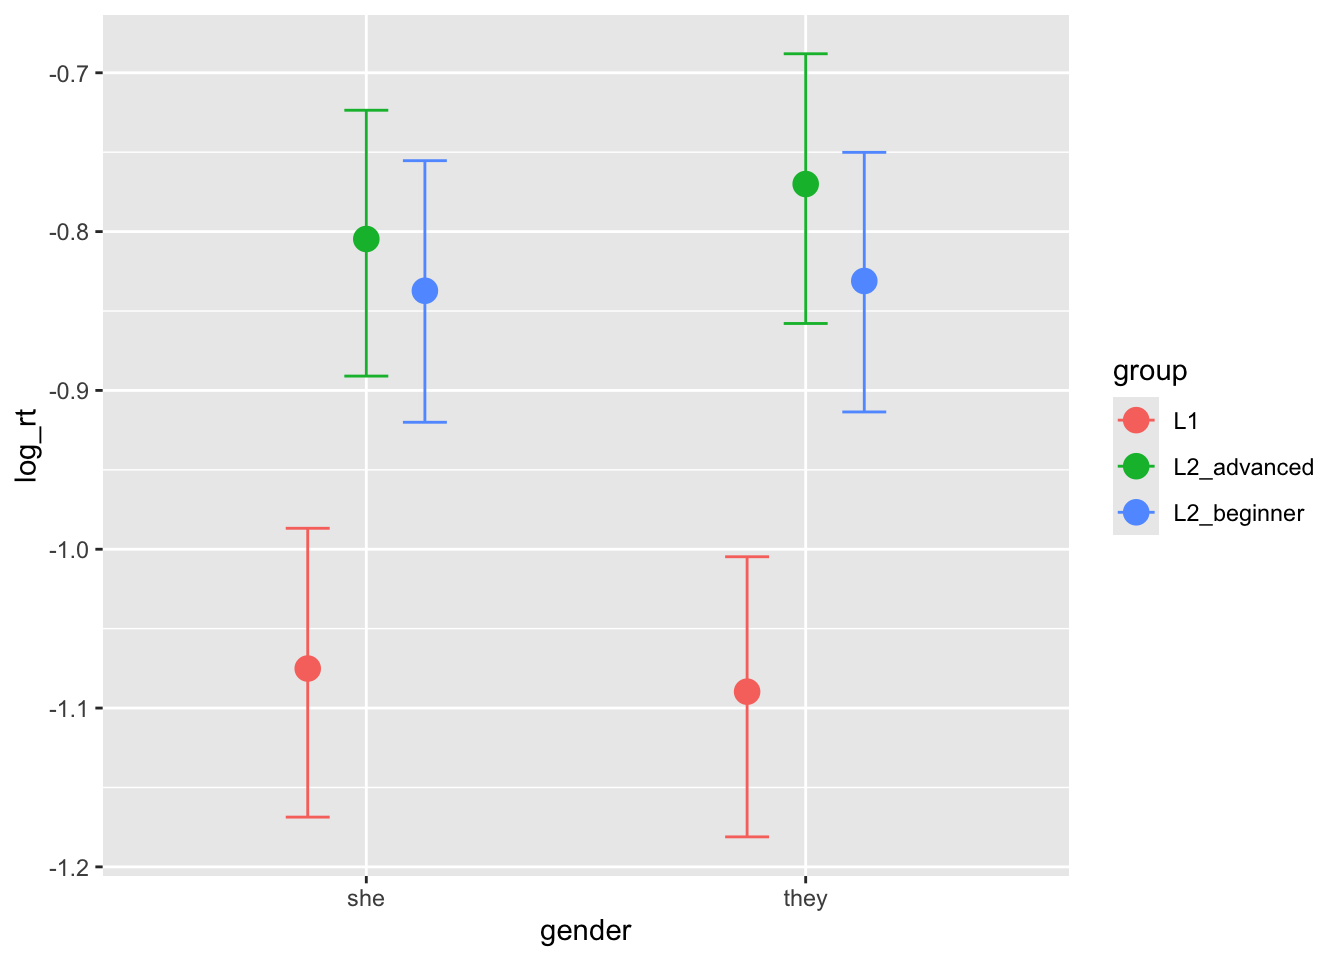 -0.7
-0.8
-0.9
-1.0
-1.1
-1.2
log_rt
she
they
gender
group
L1
L2_advanced
L2_beginner